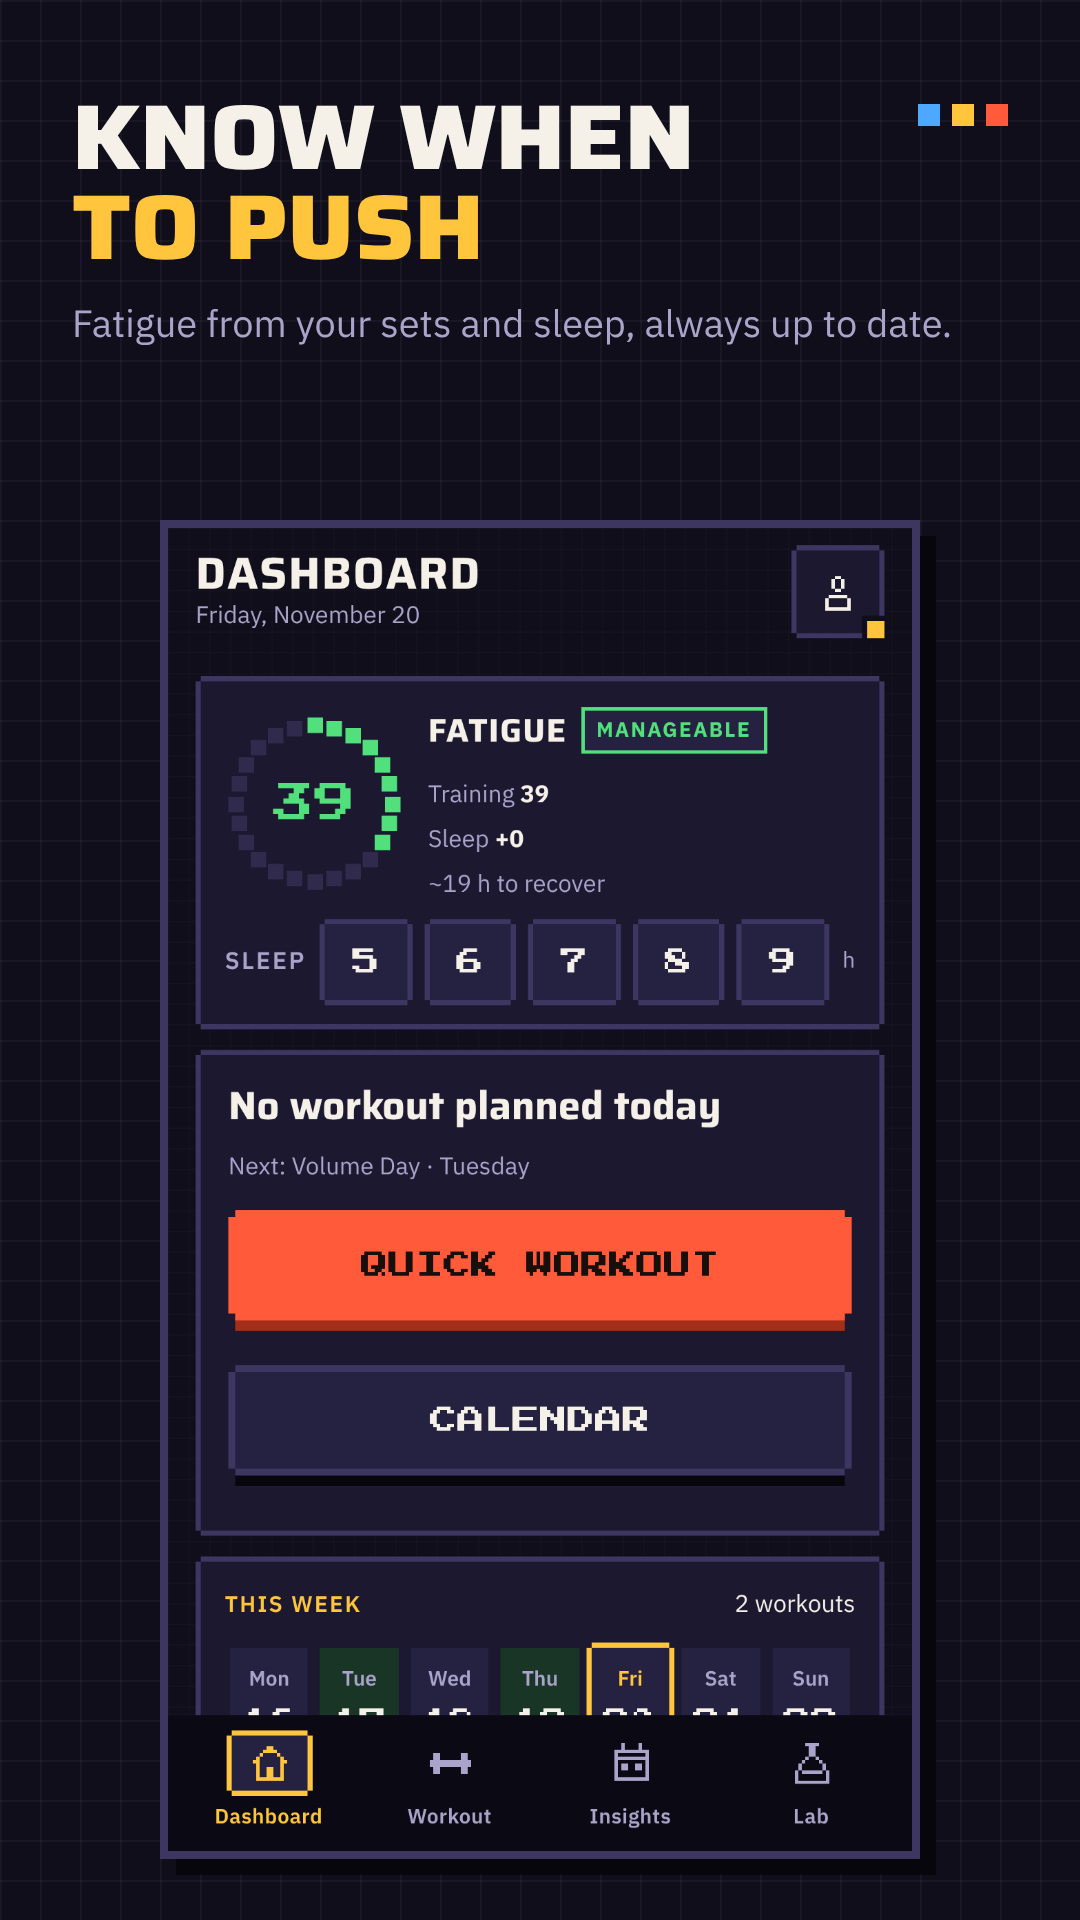 KNOW WHEN
TO PUSH
Fatigue from your sets and sleep, always up to date.
DASHBOARD
Friday, November 20
39
FATIGUE MANAGEABLE
Training 39
Sleep +0
~19 h to recover
SLEEP 5 6 7 8 9 h
No workout planned today
Next: Volume Day · Tuesday
QUICK WORKOUT
CALENDAR
THIS WEEK 2 workouts
Mon Tue Wed Thu Fri Sat Sun
Dashboard Workout Insights Lab